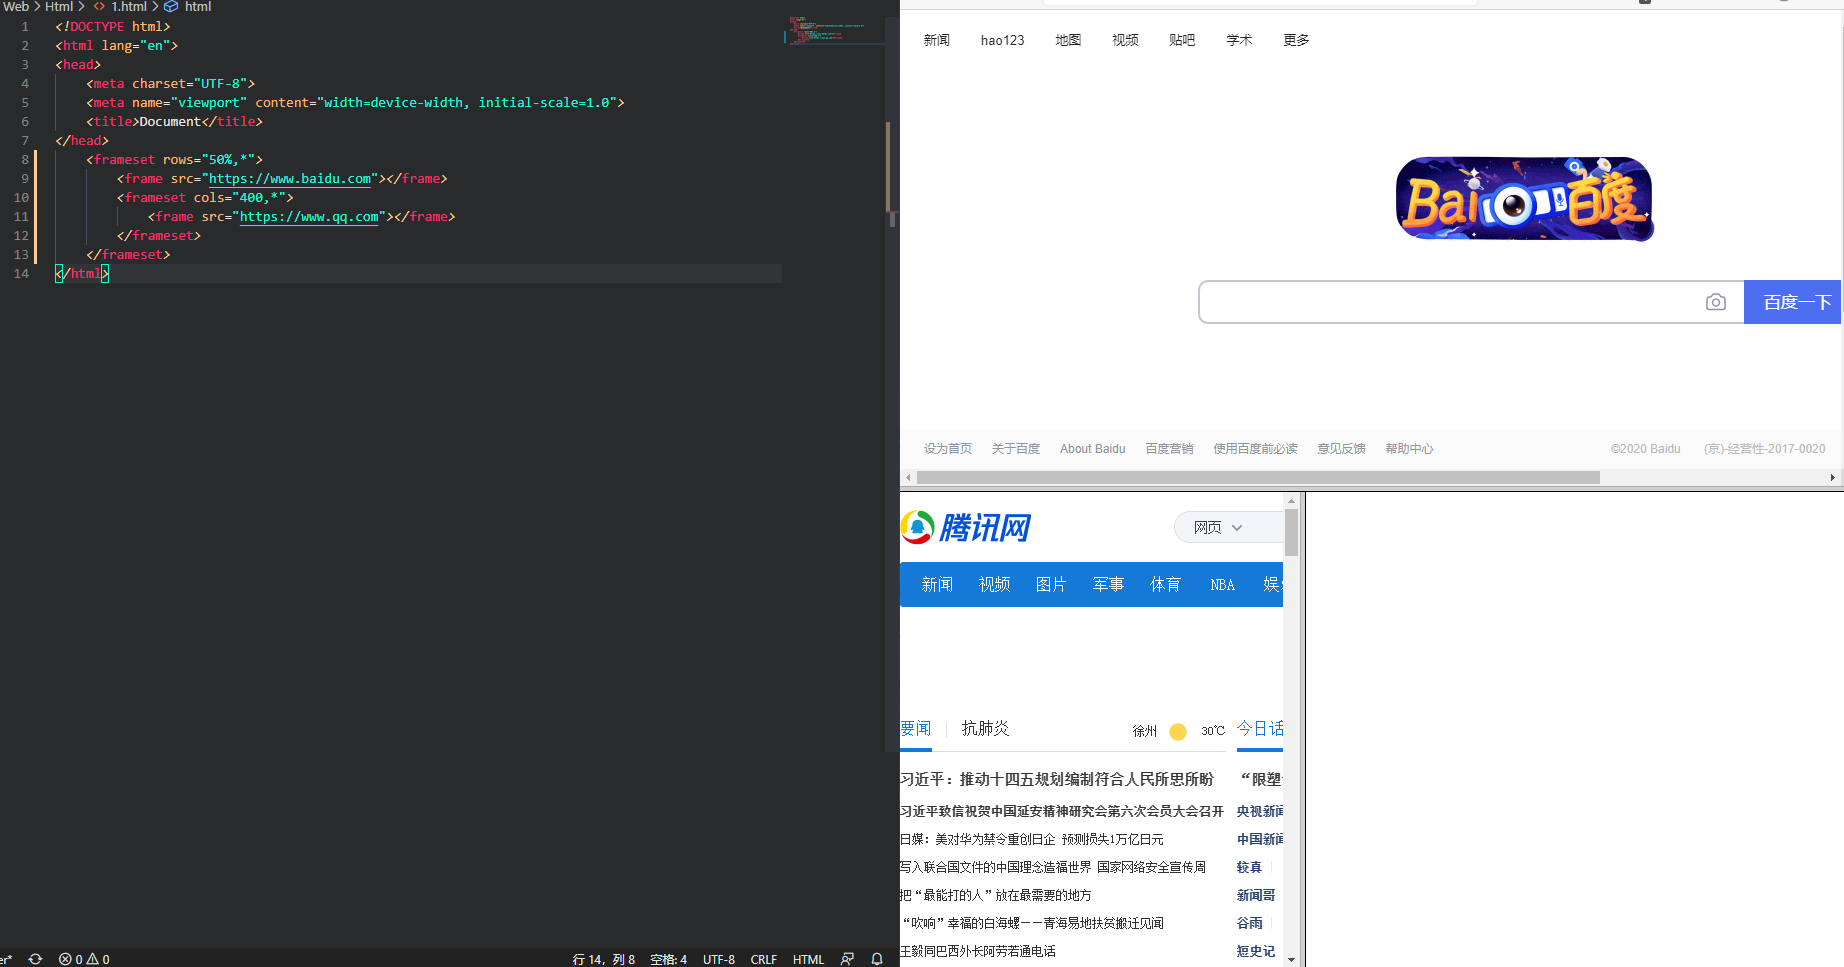 Web > Html > <> 1.html > html
1 <!DOCTYPE html>
2 <html lang="en">
3 <head>
4 <meta charset="UTF-8">
5 <meta name="viewport" content="width=device-width, initial-scale=1.0">
6 <title>Document</title>
7 </head>
8 <frameset rows="50%,*">
9 <frame src="https://www.baidu.com"></frame>
10 <frameset cols="400,*">
11 <frame src="https://www.qq.com"></frame>
12 </frameset>
13 </frameset>
14 </html>
er* 0 0 行 14，列 8 空格: 4 UTF-8 CRLF HTML
新闻 hao123 地图 视频 贴吧 学术 更多
Bai 百度
百度一下
设为首页 关于百度 About Baidu 百度营销 使用百度前必读 意见反馈 帮助中心 ©2020 Baidu (京)-经营性-2017-0020
腾讯网 网页
新闻 视频 图片 军事 体育 NBA 娱
要闻 抗肺炎 徐州 30℃ 今日话
习近平：推动十四五规划编制符合人民所思所盼 “限塑
习近平致信祝贺中国延安精神研究会第六次会员大会召开 央视新闻
日媒：美对华为禁令重创日企 预测损失1万亿日元 中国新闻
写入联合国文件的中国理念造福世界 国家网络安全宣传周 较真
把“最能打的人”放在最需要的地方 新闻哥
“吹响”幸福的白海螺——青海易地扶贫搬迁见闻 谷雨
王毅同巴西外长阿劳若通电话 短史记